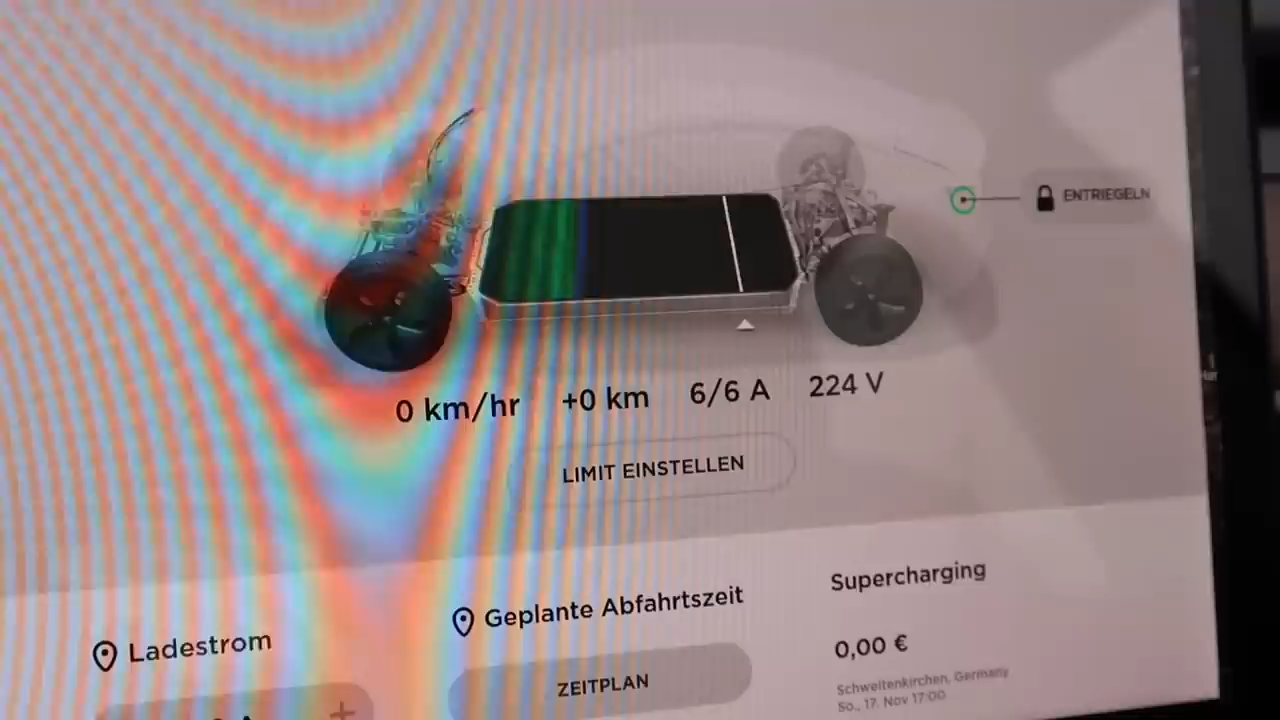 ENTRIEGELN
0 km/hr +0 km 6/6 A 224 V
LIMIT EINSTELLEN
Ladestrom
Geplante Abfahrtszeit
ZEITPLAN
Supercharging
0,00 €
Schweitenkirchen, Germany
So., 17. Nov 17:00